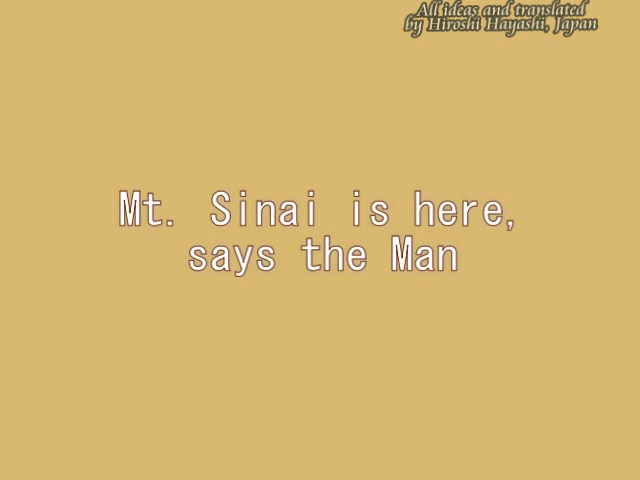 All ideas and translated
by Hiroshi Hayashi, Japan
Mt. Sinai is here,
says the Man